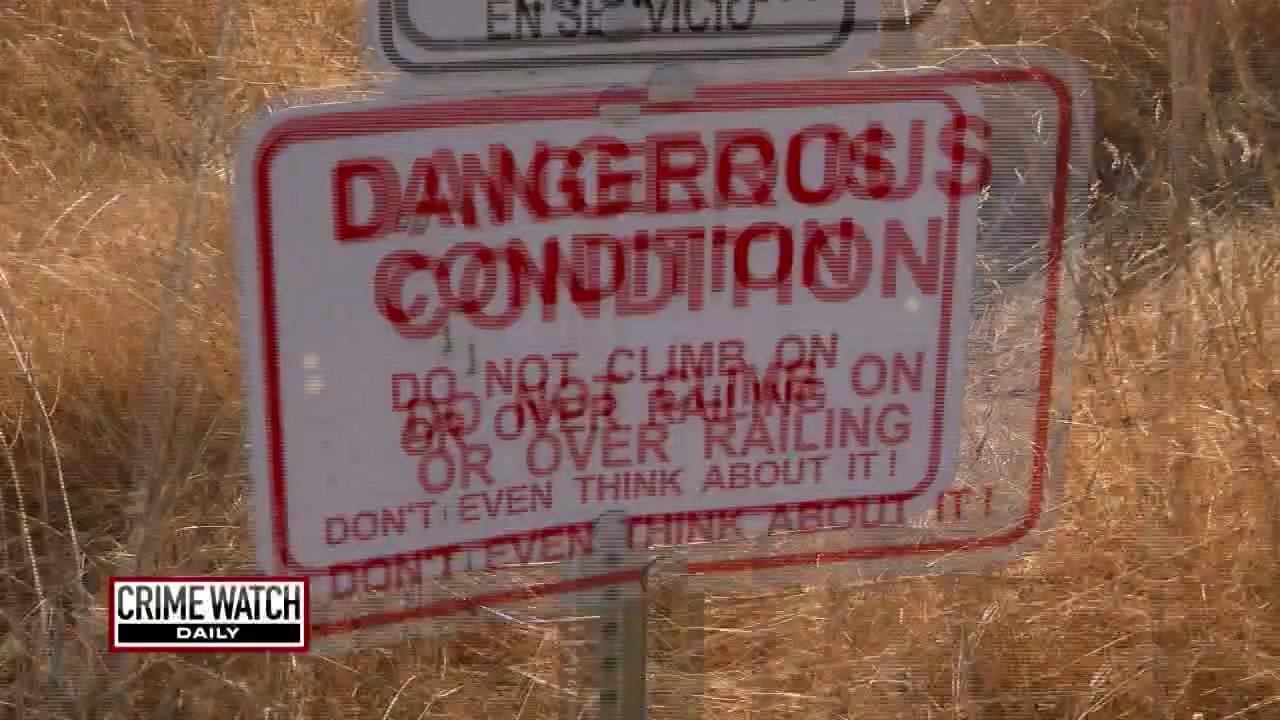 EN SERVICIO
DANGEROUS
CONDITION
DO NOT CLIMB ON
OR OVER RAILING
DON'T EVEN THINK ABOUT IT!
CRIME WATCH
DAILY